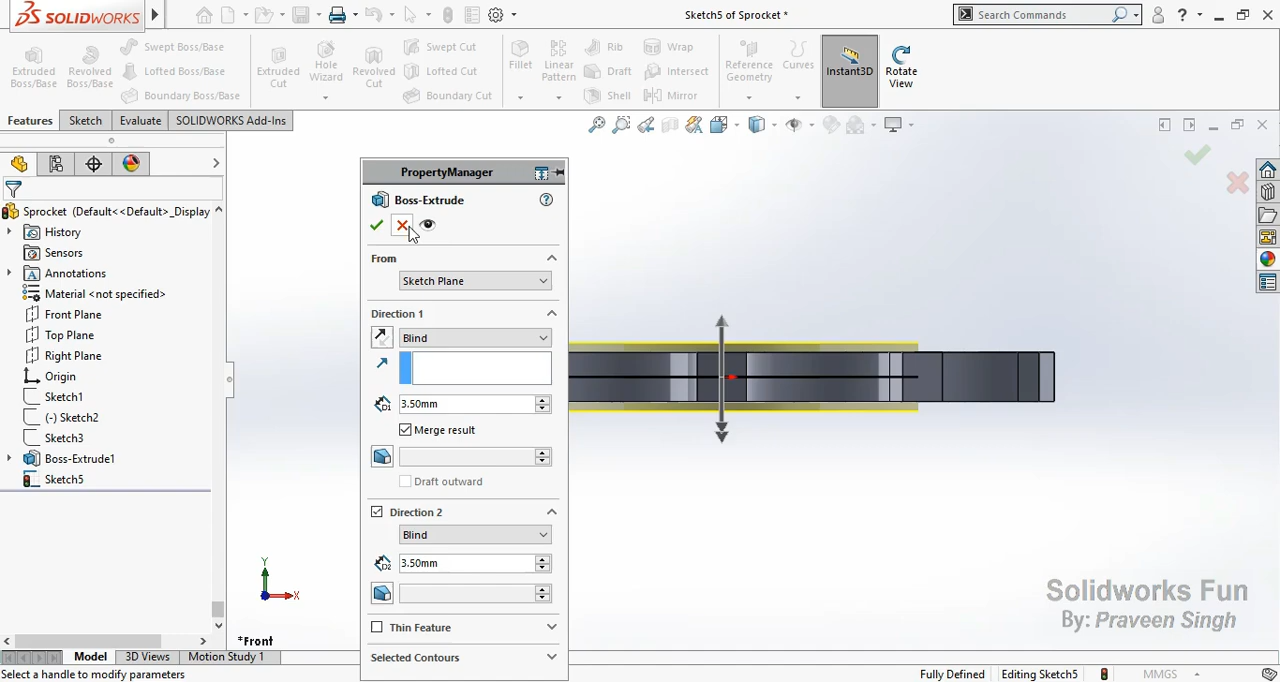 SOLIDWORKS
Sketch5 of Sprocket *
Search Commands
Extruded Boss/Base
Revolved Boss/Base
Swept Boss/Base
Lofted Boss/Base
Boundary Boss/Base
Extruded Cut
Hole Wizard
Revolved Cut
Swept Cut
Lofted Cut
Boundary Cut
Fillet
Linear Pattern
Rib
Draft
Shell
Wrap
Intersect
Mirror
Reference Geometry
Curves
Instant3D
Rotate View
Features
Sketch
Evaluate
SOLIDWORKS Add-Ins
Sprocket (Default<<Default>_Display
History
Sensors
Annotations
Material <not specified>
Front Plane
Top Plane
Right Plane
Origin
Sketch1
(-) Sketch2
Sketch3
Boss-Extrude1
Sketch5
PropertyManager
Boss-Extrude
From
Sketch Plane
Direction 1
Blind
3.50mm
Merge result
Draft outward
Direction 2
Blind
3.50mm
Thin Feature
Selected Contours
Y
X
*Front
Solidworks Fun
By: Praveen Singh
Model
3D Views
Motion Study 1
Select a handle to modify parameters
Fully Defined
Editing Sketch5
MMGS